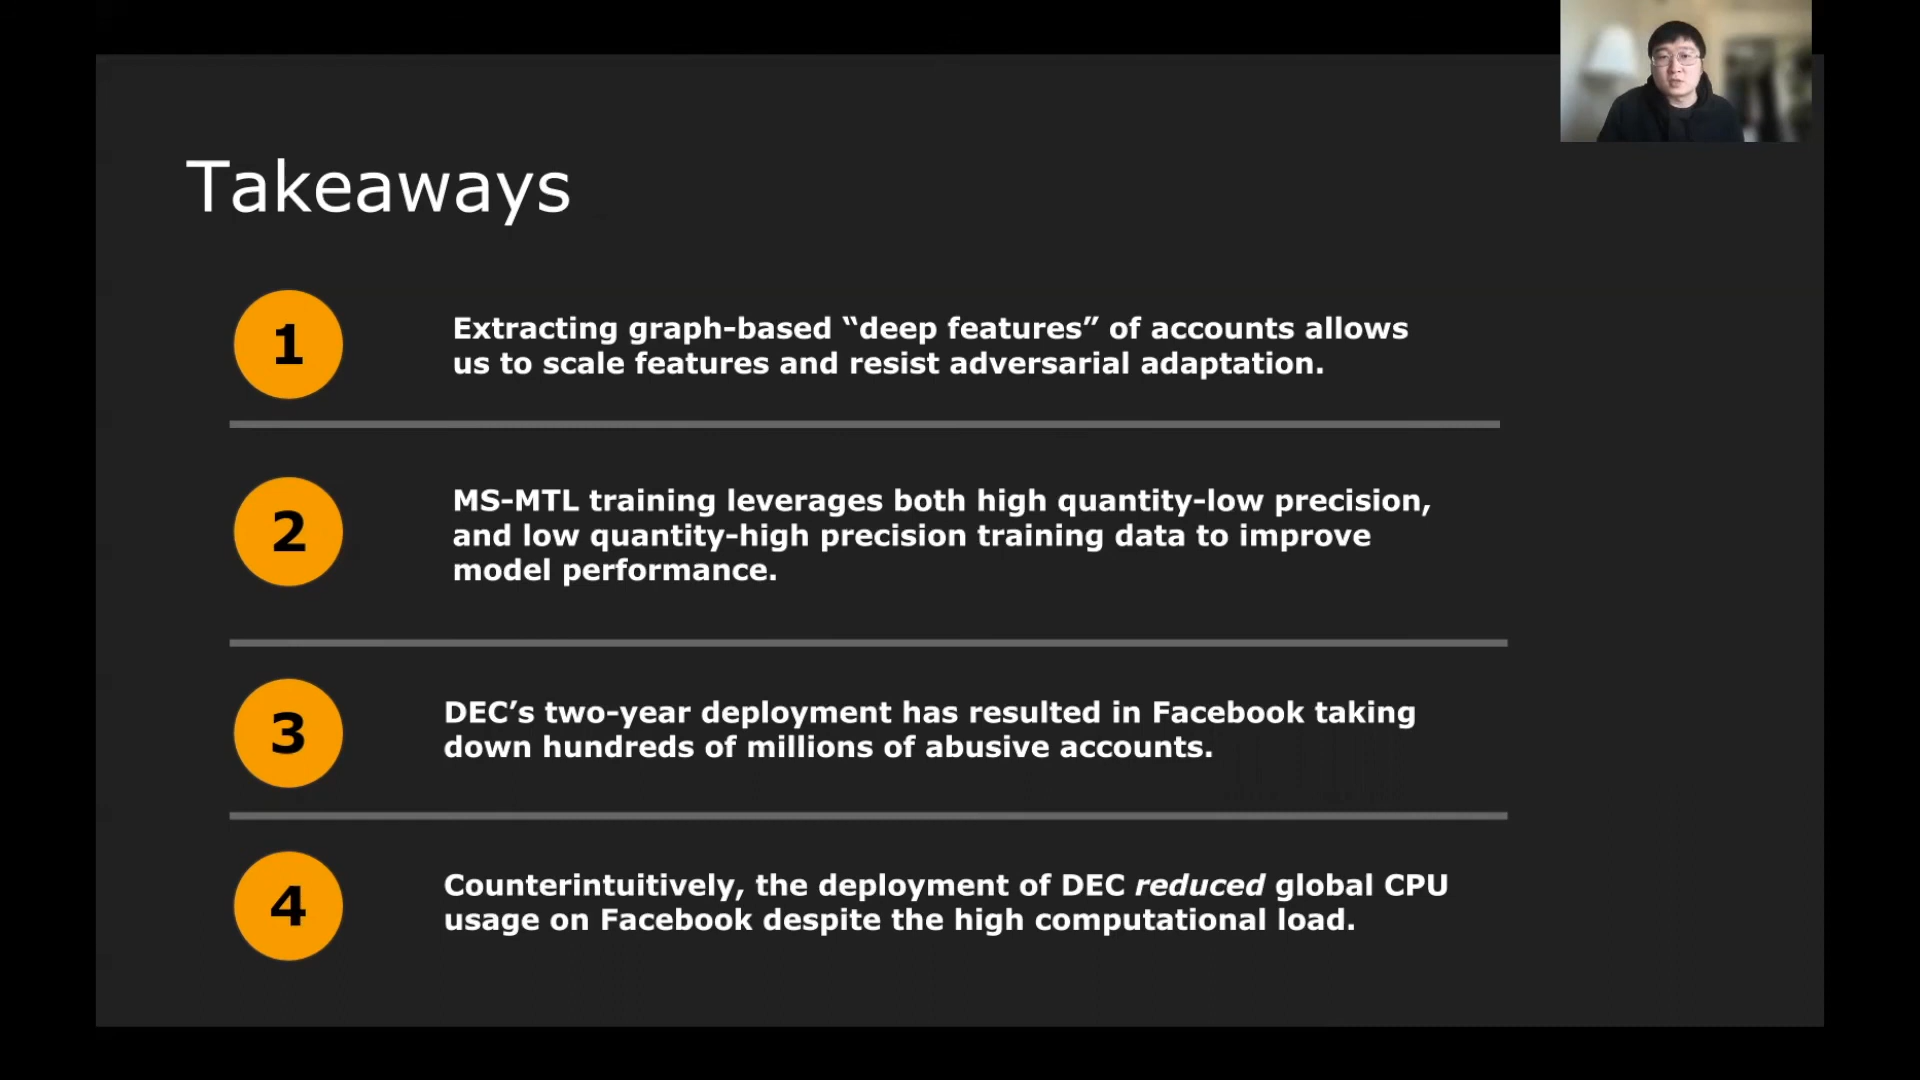 Takeaways
1
Extracting graph-based “deep features” of accounts allows
us to scale features and resist adversarial adaptation.
2
MS-MTL training leverages both high quantity-low precision,
and low quantity-high precision training data to improve
model performance.
3
DEC’s two-year deployment has resulted in Facebook taking
down hundreds of millions of abusive accounts.
4
Counterintuitively, the deployment of DEC reduced global CPU
usage on Facebook despite the high computational load.